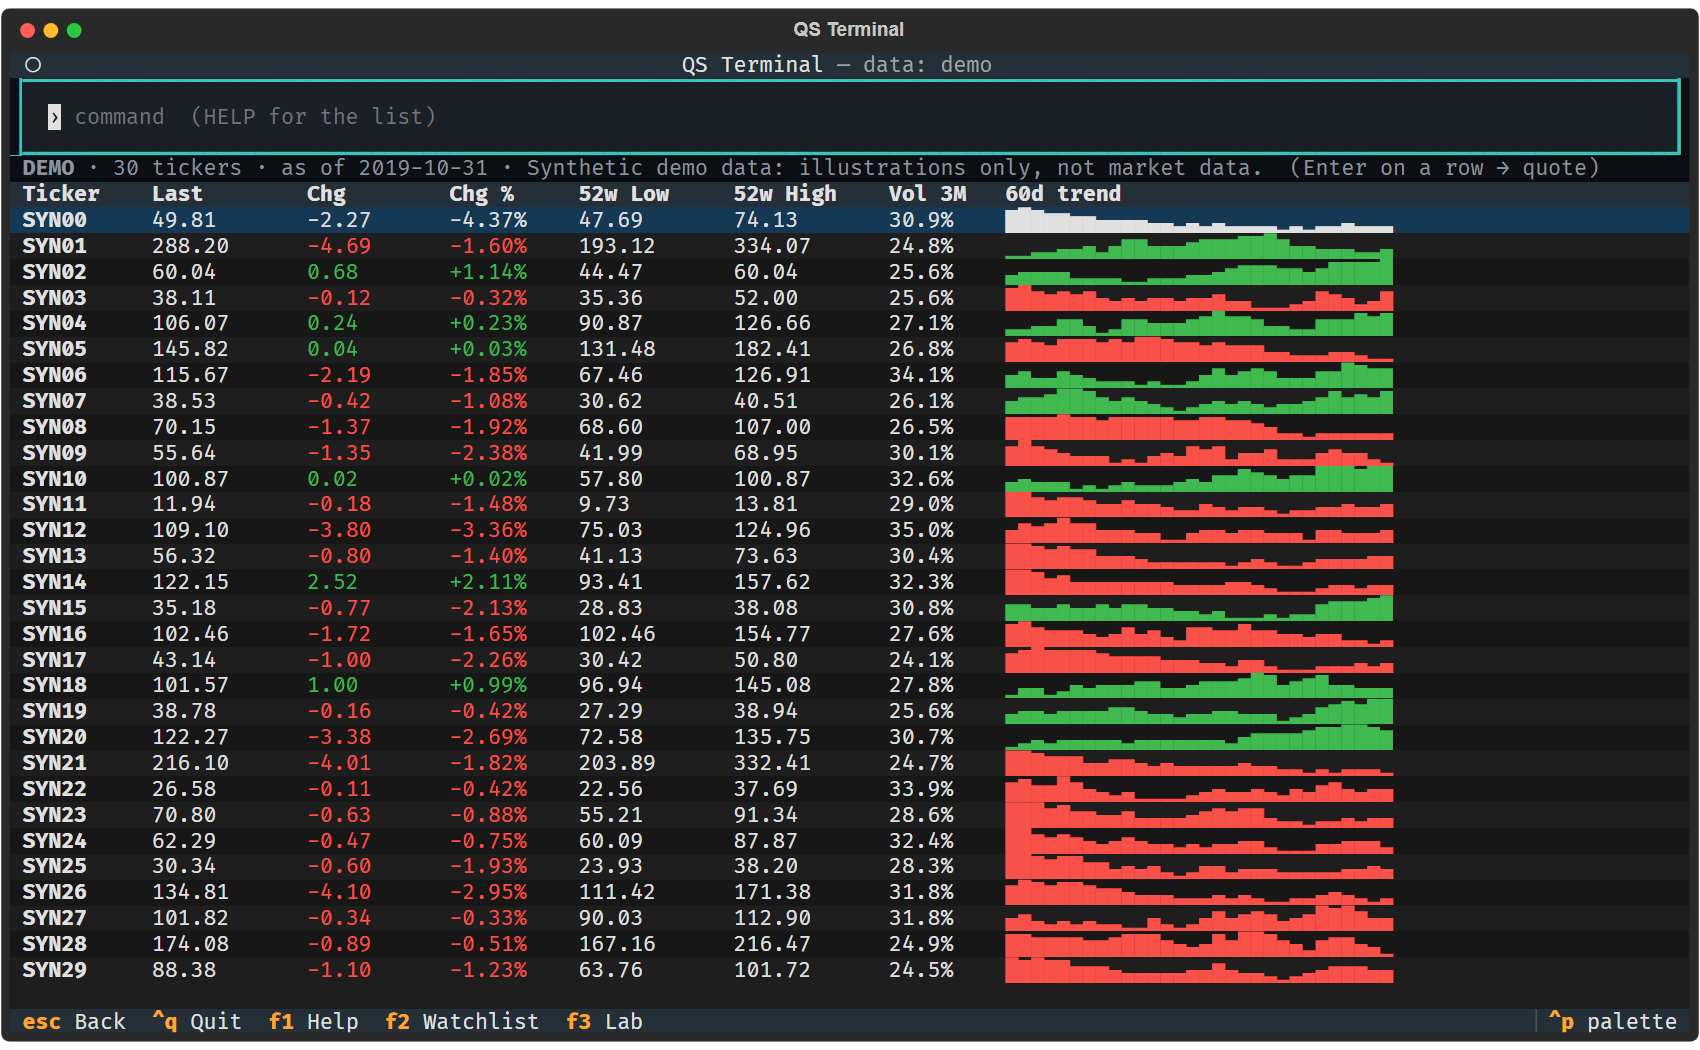 QS Terminal
QS Terminal — data: demo
› command (HELP for the list)
DEMO · 30 tickers · as of 2019-10-31 · Synthetic demo data: illustrations only, not market data. (Enter on a row → quote)
Ticker Last Chg Chg % 52w Low 52w High Vol 3M 60d trend
SYN00 49.81 -2.27 -4.37% 47.69 74.13 30.9%
SYN01 288.20 -4.69 -1.60% 193.12 334.07 24.8%
SYN02 60.04 0.68 +1.14% 44.47 60.04 25.6%
SYN03 38.11 -0.12 -0.32% 35.36 52.00 25.6%
SYN04 106.07 0.24 +0.23% 90.87 126.66 27.1%
SYN05 145.82 0.04 +0.03% 131.48 182.41 26.8%
SYN06 115.67 -2.19 -1.85% 67.46 126.91 34.1%
SYN07 38.53 -0.42 -1.08% 30.62 40.51 26.1%
SYN08 70.15 -1.37 -1.92% 68.60 107.00 26.5%
SYN09 55.64 -1.35 -2.38% 41.99 68.95 30.1%
SYN10 100.87 0.02 +0.02% 57.80 100.87 32.6%
SYN11 11.94 -0.18 -1.48% 9.73 13.81 29.0%
SYN12 109.10 -3.80 -3.36% 75.03 124.96 35.0%
SYN13 56.32 -0.80 -1.40% 41.13 73.63 30.4%
SYN14 122.15 2.52 +2.11% 93.41 157.62 32.3%
SYN15 35.18 -0.77 -2.13% 28.83 38.08 30.8%
SYN16 102.46 -1.72 -1.65% 102.46 154.77 27.6%
SYN17 43.14 -1.00 -2.26% 30.42 50.80 24.1%
SYN18 101.57 1.00 +0.99% 96.94 145.08 27.8%
SYN19 38.78 -0.16 -0.42% 27.29 38.94 25.6%
SYN20 122.27 -3.38 -2.69% 72.58 135.75 30.7%
SYN21 216.10 -4.01 -1.82% 203.89 332.41 24.7%
SYN22 26.58 -0.11 -0.42% 22.56 37.69 33.9%
SYN23 70.80 -0.63 -0.88% 55.21 91.34 28.6%
SYN24 62.29 -0.47 -0.75% 60.09 87.87 32.4%
SYN25 30.34 -0.60 -1.93% 23.93 38.20 28.3%
SYN26 134.81 -4.10 -2.95% 111.42 171.38 31.8%
SYN27 101.82 -0.34 -0.33% 90.03 112.90 31.8%
SYN28 174.08 -0.89 -0.51% 167.16 216.47 24.9%
SYN29 88.38 -1.10 -1.23% 63.76 101.72 24.5%
esc Back ^q Quit f1 Help f2 Watchlist f3 Lab ^p palette